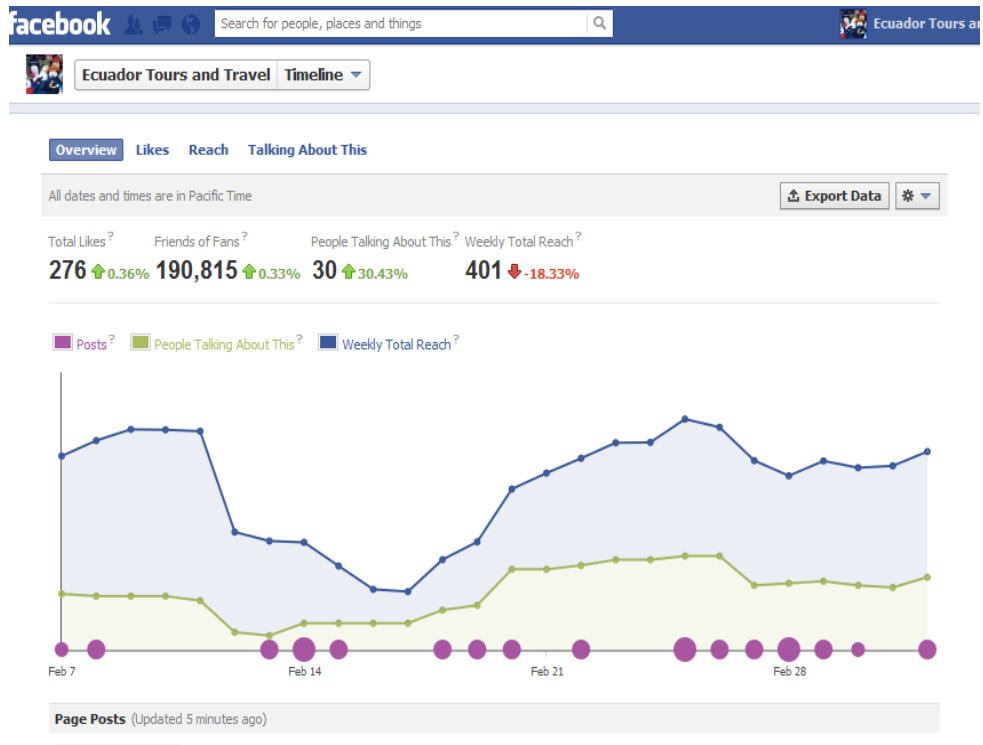 facebook Search for people, places and things Ecuador Tours
Ecuador Tours and Travel Timeline
Overview Likes Reach Talking About This
All dates and times are in Pacific Time Export Data
Total Likes? Friends of Fans? People Talking About This? Weekly Total Reach?
276 0.36% 190,815 0.33% 30 30.43% 401 -18.33%
Posts? People Talking About This? Weekly Total Reach?
Feb 7 Feb 14 Feb 21 Feb 28
Page Posts (Updated 5 minutes ago)